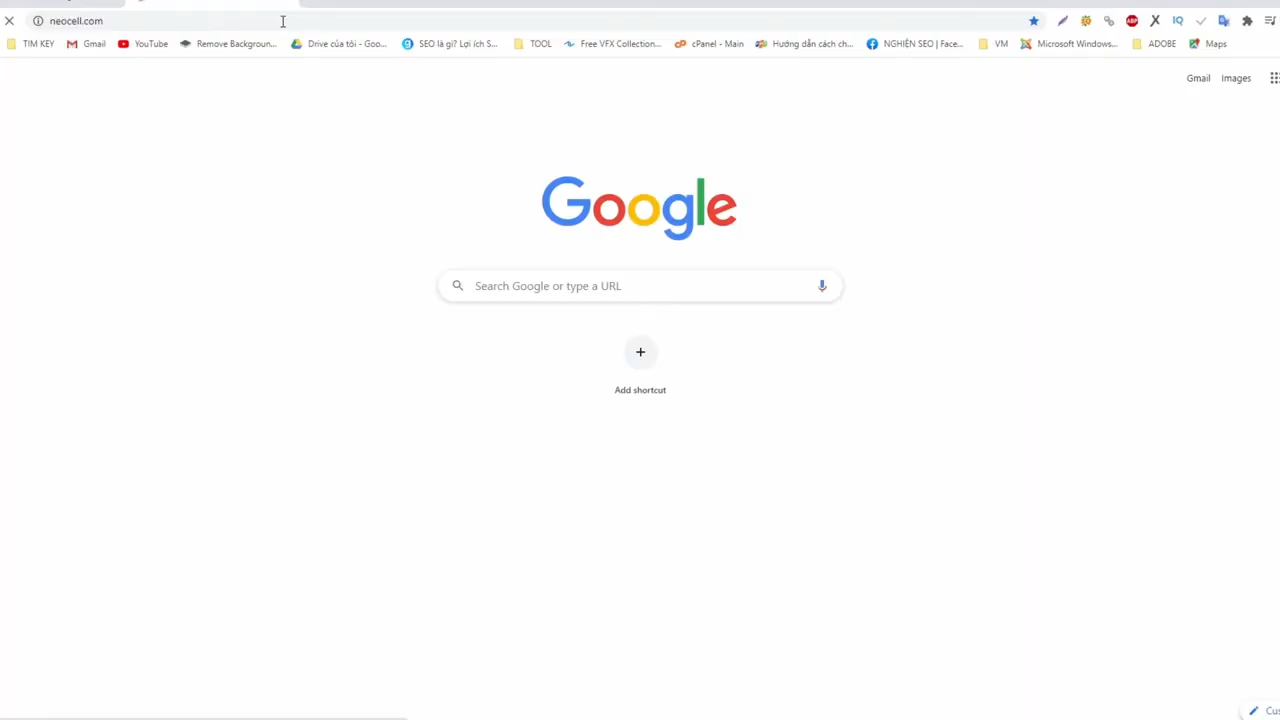 neocell.com
TIM KEY Gmail YouTube Remove Backgroun... Drive của tôi - Goo... SEO là gì? Lợi ích S... TOOL Free VFX Collection... cPanel - Main Hướng dẫn cách ch... NGHIỆN SEO | Face... VM Microsoft Windows... ADOBE Maps
Gmail Images
Google
Search Google or type a URL
Add shortcut